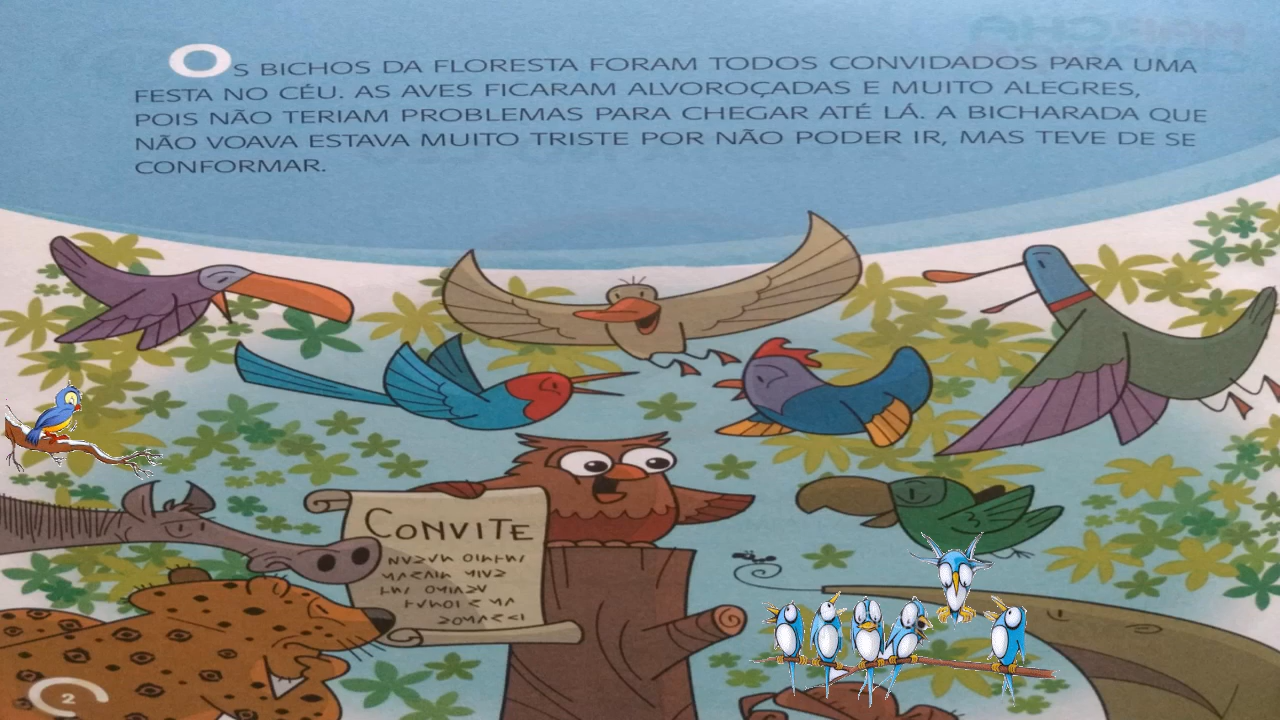 OS BICHOS DA FLORESTA FORAM TODOS CONVIDADOS PARA UMA
FESTA NO CÉU. AS AVES FICARAM ALVOROÇADAS E MUITO ALEGRES,
POIS NÃO TERIAM PROBLEMAS PARA CHEGAR ATÉ LÁ. A BICHARADA QUE
NÃO VOAVA ESTAVA MUITO TRISTE POR NÃO PODER IR, MAS TEVE DE SE
CONFORMAR.
CONVITE
2